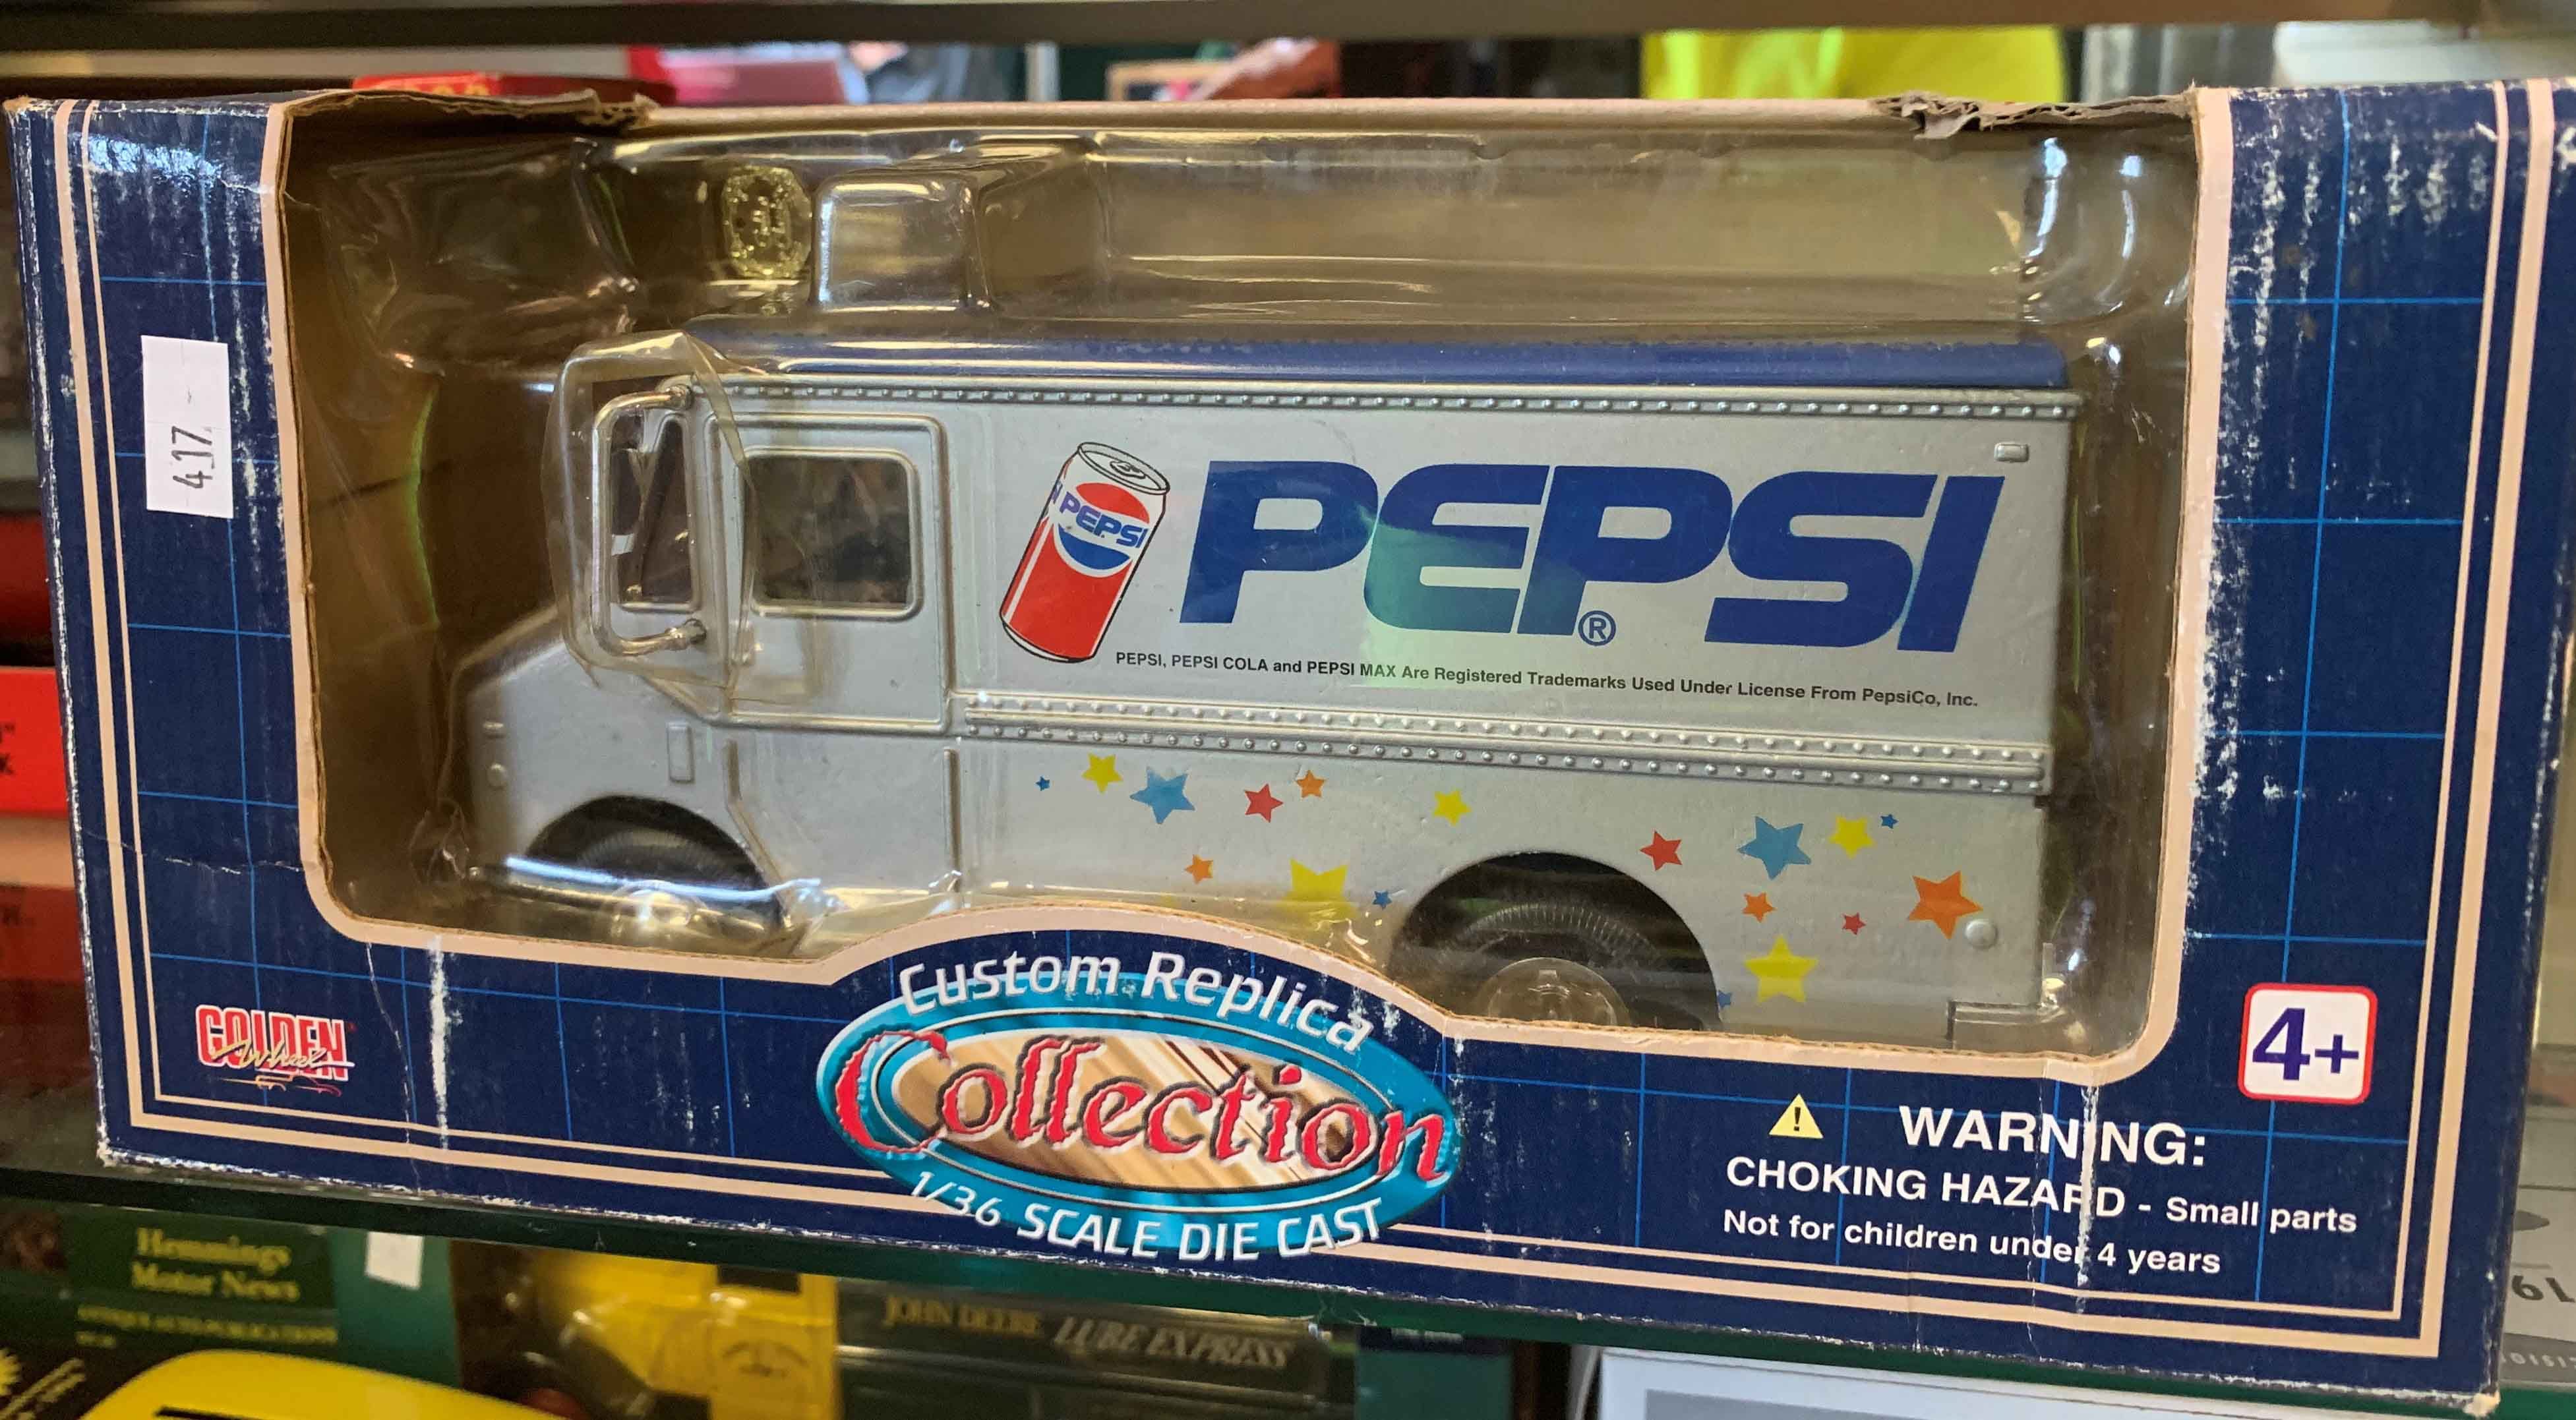 417
PEPSI
PEPSI
®
PEPSI, PEPSI COLA and PEPSI MAX Are Registered Trademarks Used Under License From PepsiCo, Inc.
GOLDEN
Wheel
Custom Replica
Collection
1/36 SCALE DIE CAST
4+
WARNING:
CHOKING HAZARD - Small parts
Not for children under 4 years
Hemmings
Motor News
JOHN DEERE LUBE EXPRESS